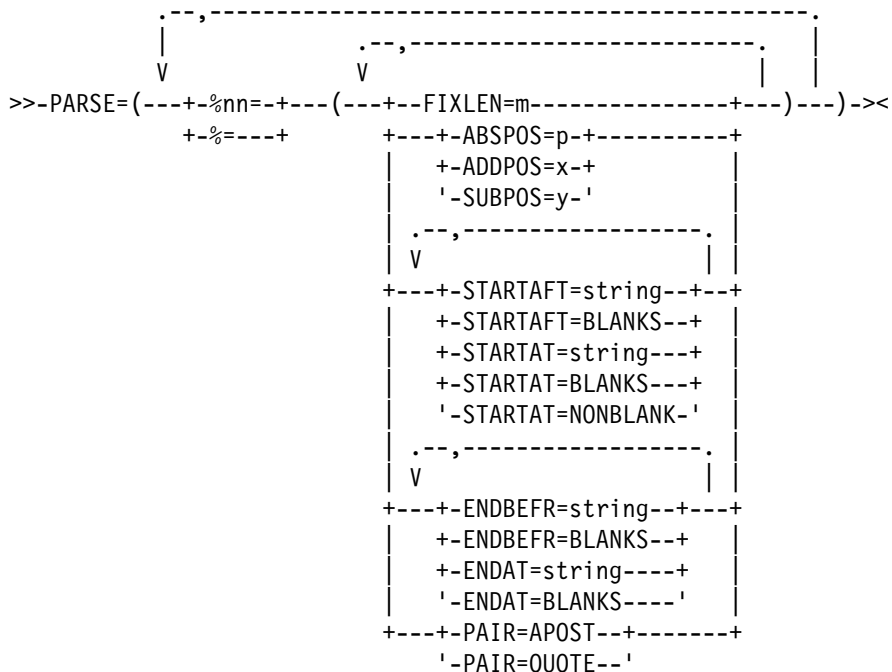 .--,-------------------------------------------------.
            |              .--,----------------------------.     |
            V              V                               |     |
>>-PARSE=(---+-%nn=-+---(---+--FIXLEN=m----------------+---)---)-><
             +-%=---+       +---+-ABSPOS=p-+-----------+
                            |   +-ADDPOS=x-+           |
                            |   '-SUBPOS=y-'           |
                            | .--,------------------.  |
                            | V                     |  |
                            +---+-STARTAFT=string--+---+
                            |   +-STARTAFT=BLANKS--+   |
                            |   +-STARTAT=string---+   |
                            |   +-STARTAT=BLANKS---+   |
                            |   '-STARTAT=NONBLANK-'   |
                            | .--,------------------.  |
                            | V                     |  |
                            +---+-ENDBEFR=string--+----+
                            |   +-ENDBEFR=BLANKS--+    |
                            |   +-ENDAT=string----+    |
                            |   '-ENDAT=BLANKS----'    |
                            +---+-PAIR=APOST--+--------+
                                '-PAIR=QUOTE--'